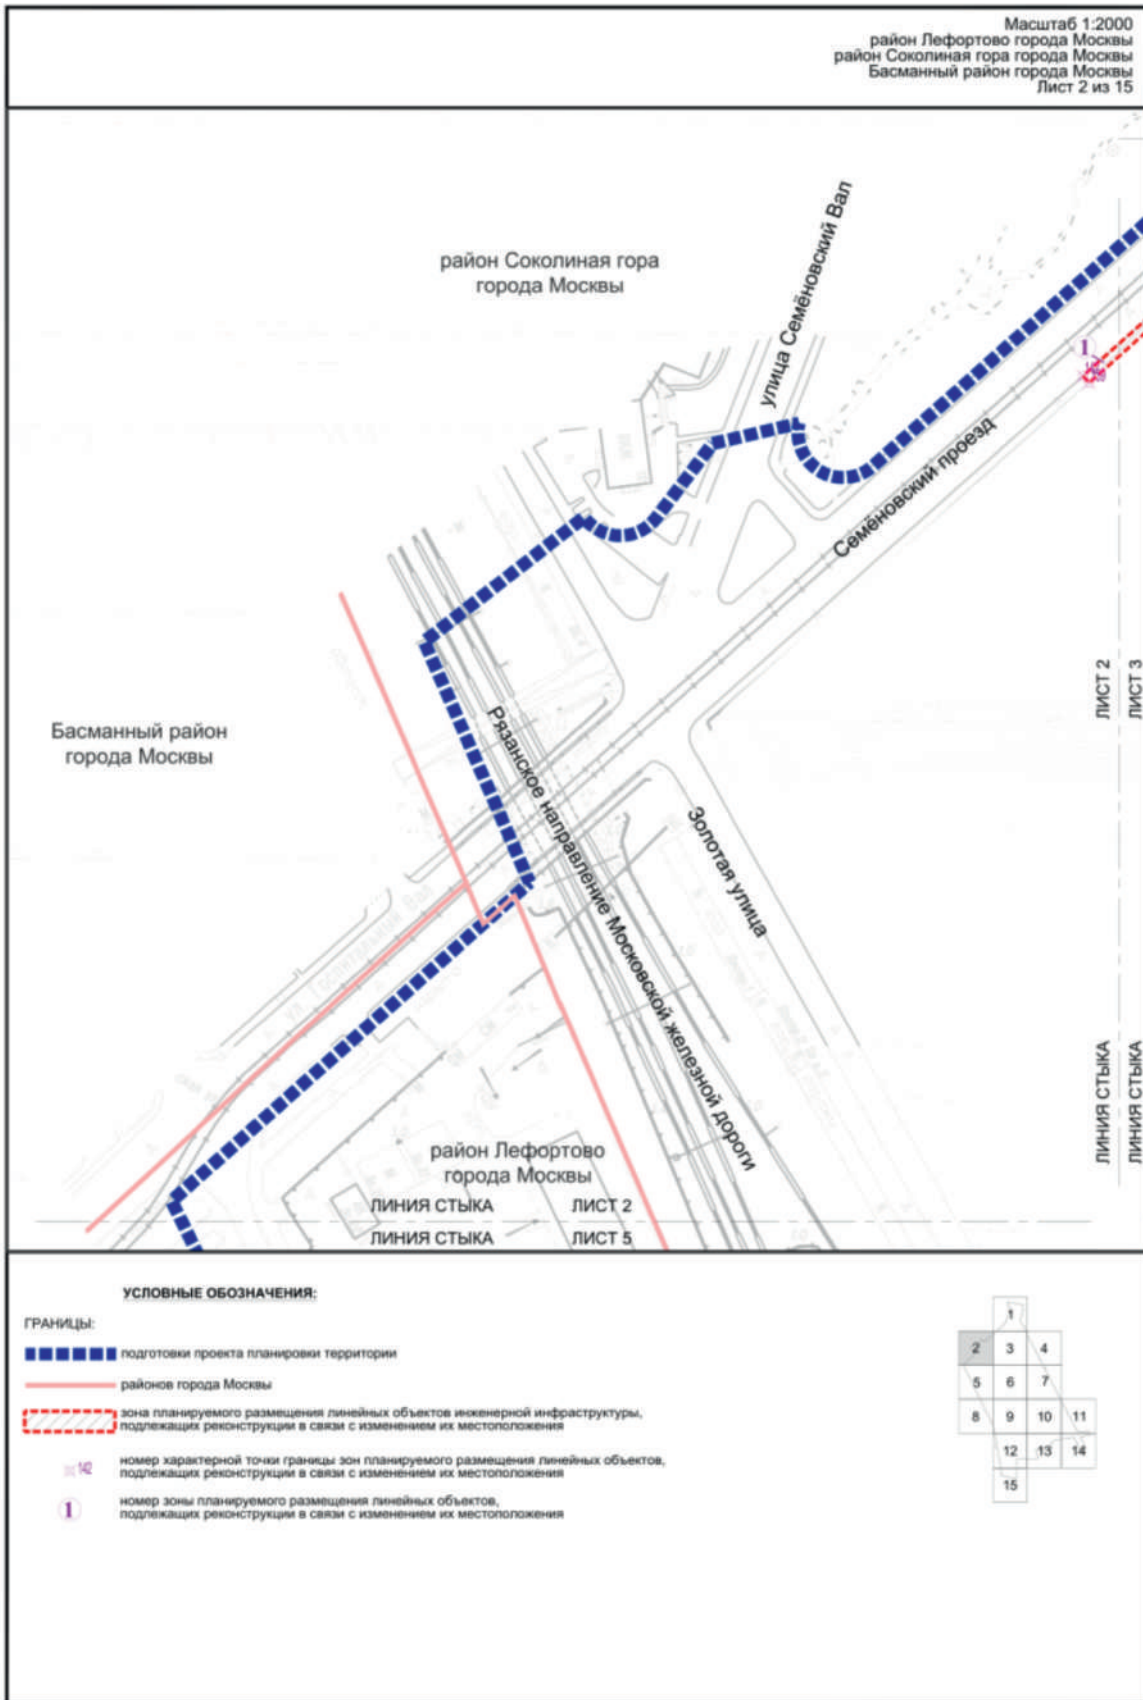 Масштаб 1:2000
район Лефортово города Москвы
район Соколиная гора города Москвы
Басманный район города Москвы
Лист 2 из 15
район Соколиная гора
города Москвы
улица Семёновский Вал
1
Семёновский проезд
Басманный район
города Москвы
Рязанское направление Московской железной дороги
Золотая улица
ЛИСТ 2
ЛИСТ 3
ул. Госпитальный Вал
ЛИНИЯ СТЫКА
ЛИНИЯ СТЫКА
район Лефортово
города Москвы
ЛИНИЯ СТЫКА ЛИСТ 2
ЛИНИЯ СТЫКА ЛИСТ 5
УСЛОВНЫЕ ОБОЗНАЧЕНИЯ:
ГРАНИЦЫ:
подготовки проекта планировки территории
районов города Москвы
зона планируемого размещения линейных объектов инженерной инфраструктуры,
подлежащих реконструкции в связи с изменением их местоположения
142 номер характерной точки границы зон планируемого размещения линейных объектов,
подлежащих реконструкции в связи с изменением их местоположения
1 номер зоны планируемого размещения линейных объектов,
подлежащих реконструкции в связи с изменением их местоположения
1
2 3 4
5 6 7
8 9 10 11
12 13 14
15